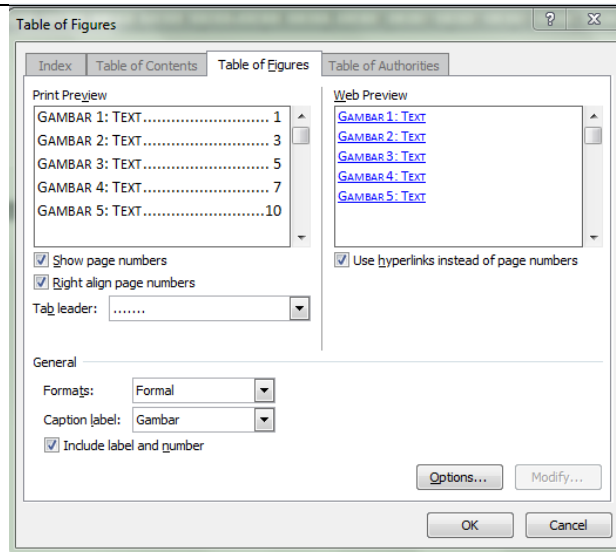 Table of Figures
Index Table of Contents Table of Figures Table of Authorities
Print Preview
GAMBAR 1: TEXT............................ 1
GAMBAR 2: TEXT............................ 3
GAMBAR 3: TEXT............................ 5
GAMBAR 4: TEXT............................ 7
GAMBAR 5: TEXT...........................10
Web Preview
GAMBAR 1: TEXT
GAMBAR 2: TEXT
GAMBAR 3: TEXT
GAMBAR 4: TEXT
GAMBAR 5: TEXT
Show page numbers
Right align page numbers
Tab leader: .......
Use hyperlinks instead of page numbers
General
Formats: Formal
Caption label: Gambar
Include label and number
Options... Modify...
OK Cancel